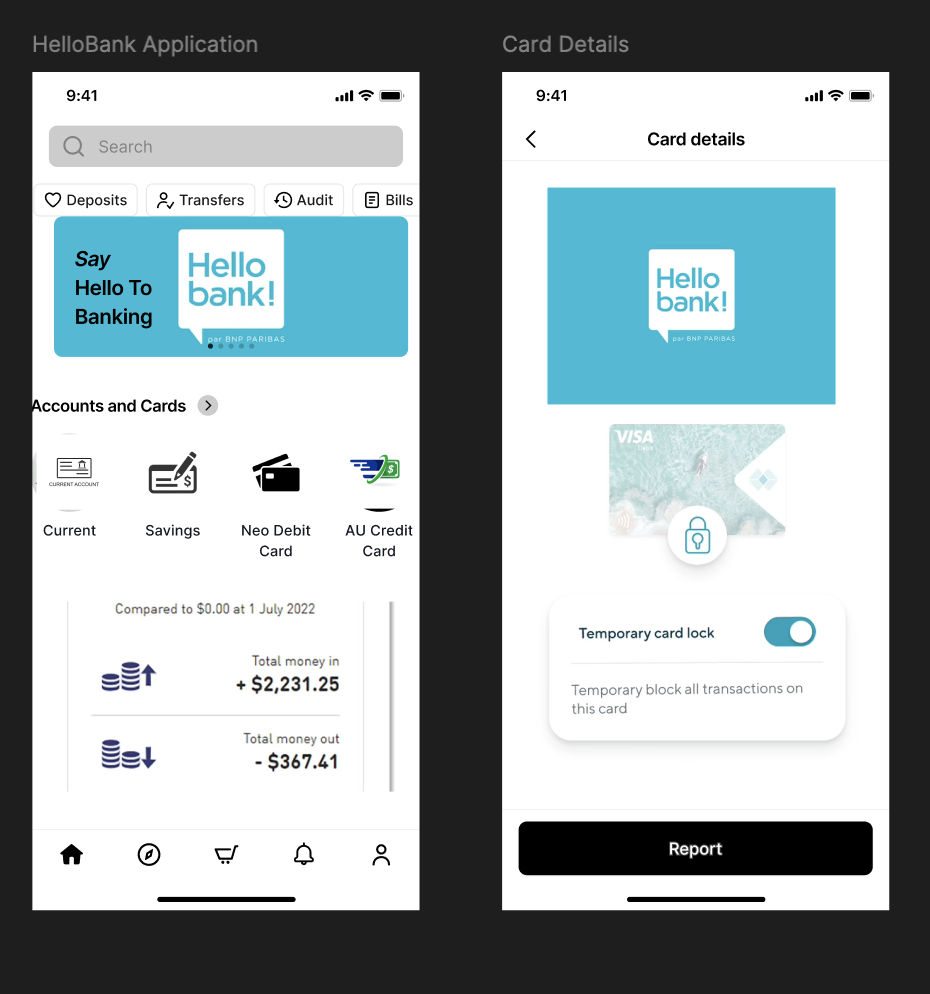 HelloBank Application
9:41
Search
Deposits
Transfers
Audit
Bills
Say
Hello To
Banking
Hello
bank!
par BNP PARIBAS
Accounts and Cards
CURRENT ACCOUNT
$
$
Current
Savings
Neo Debit
Card
AU Credit
Card
Compared to $0.00 at 1 July 2022
Total money in
+ $2,231.25
Total money out
- $367.41
Card Details
9:41
Card details
Hello
bank!
par BNP PARIBAS
VISA
Temporary card lock
Temporary block all transactions on
this card
Report